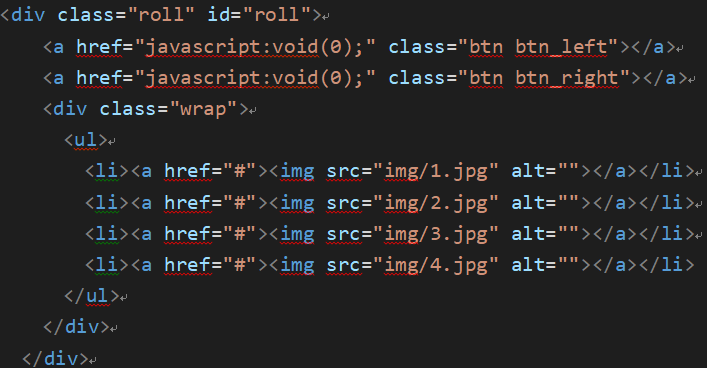 <div class="roll" id="roll">
<a href="javascript:void(0);" class="btn btn_left"></a>
<a href="javascript:void(0);" class="btn btn_right"></a>
<div class="wrap">
<ul>
<li><a href="#"><img src="img/1.jpg" alt=""></a></li>
<li><a href="#"><img src="img/2.jpg" alt=""></a></li>
<li><a href="#"><img src="img/3.jpg" alt=""></a></li>
<li><a href="#"><img src="img/4.jpg" alt=""></a></li>
</ul>
</div>
</div>